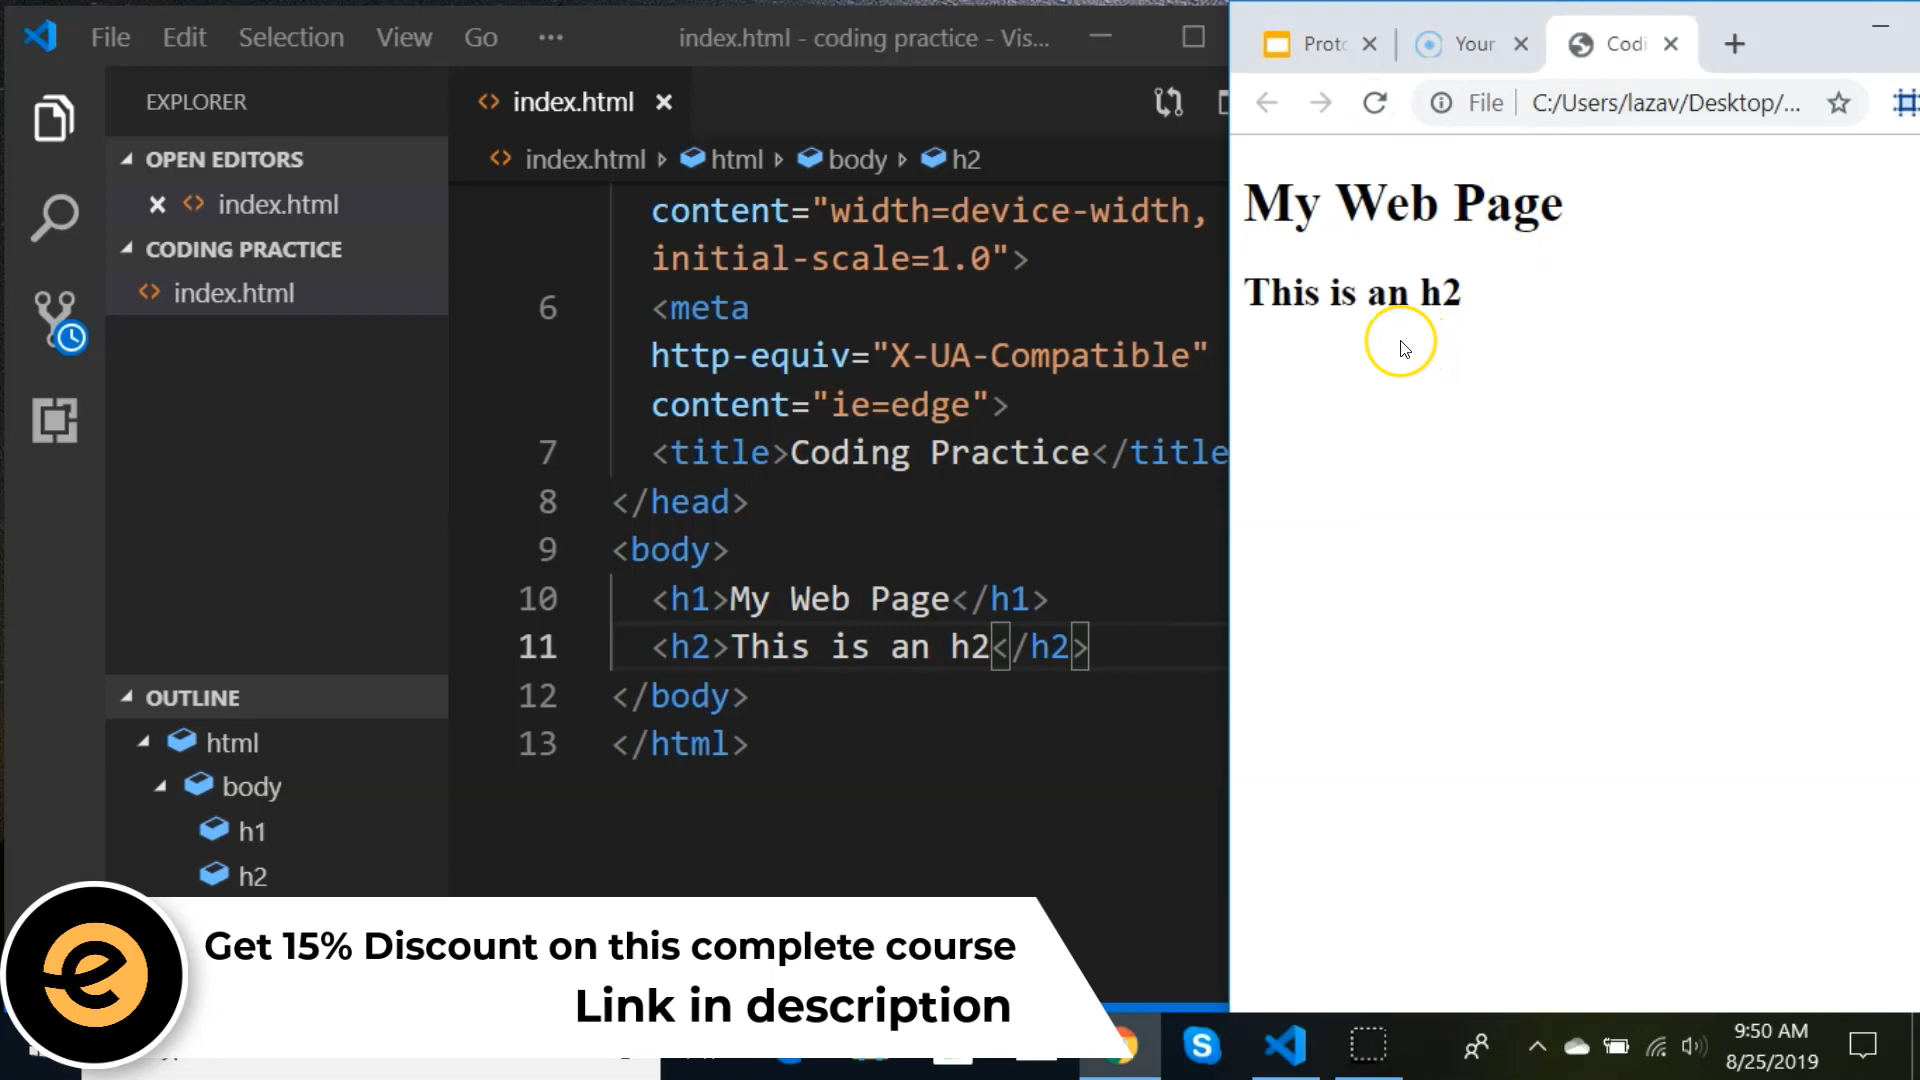 File Edit Selection View Go ... index.html - coding practice - Vis...
EXPLORER
OPEN EDITORS
index.html
CODING PRACTICE
index.html
OUTLINE
html
body
h1
h2
index.html
index.html html body h2
content="width=device-width,
initial-scale=1.0">
6 <meta
http-equiv="X-UA-Compatible"
content="ie=edge">
7 <title>Coding Practice</title
8 </head>
9 <body>
10 <h1>My Web Page</h1>
11 <h2>This is an h2</h2>
12 </body>
13 </html>
Your Codi
File C:/Users/lazav/Desktop/...
My Web Page
This is an h2
Get 15% Discount on this complete course
Link in description
9:50 AM
8/25/2019